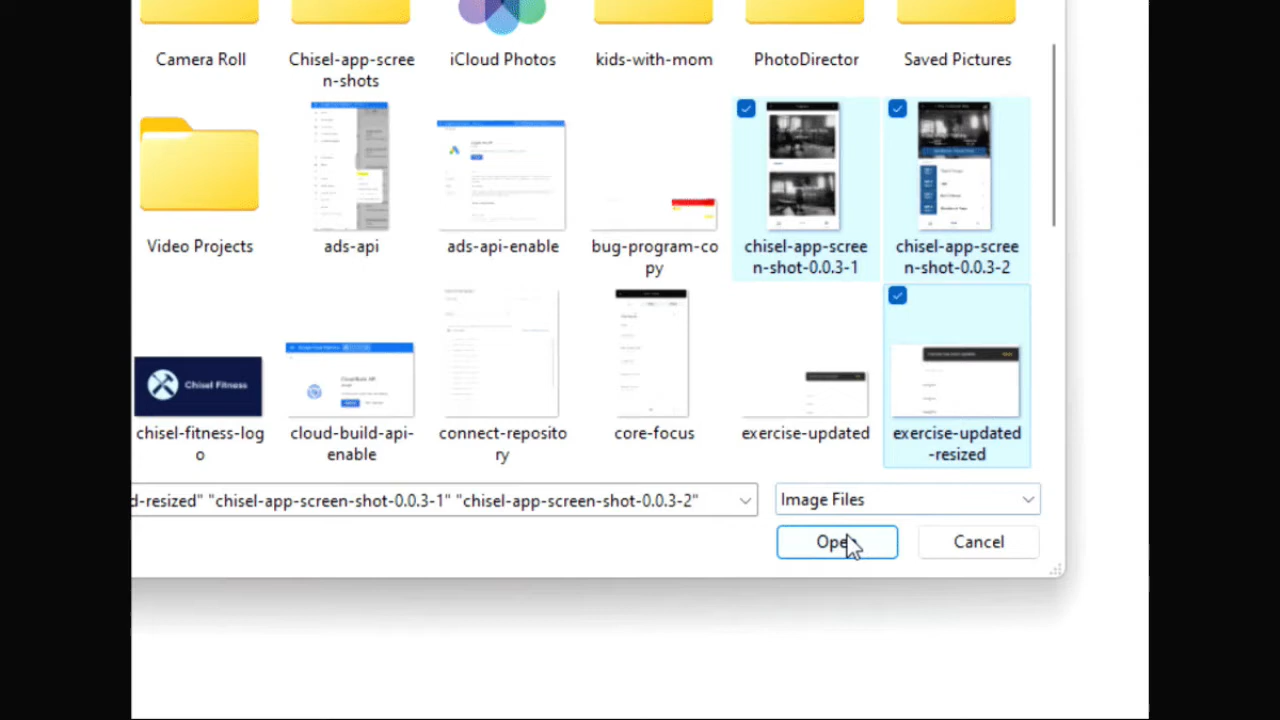 Camera Roll
Chisel-app-scree
n-shots
iCloud Photos
kids-with-mom
PhotoDirector
Saved Pictures
Video Projects
ads-api
ads-api-enable
bug-program-co
py
chisel-app-scree
n-shot-0.0.3-1
chisel-app-scree
n-shot-0.0.3-2
Chisel Fitness
chisel-fitness-log
o
cloud-build-api-
enable
connect-reposito
ry
core-focus
exercise-updated
exercise-updated
-resized
d-resized" "chisel-app-screen-shot-0.0.3-1" "chisel-app-screen-shot-0.0.3-2"
Image Files
Open
Cancel